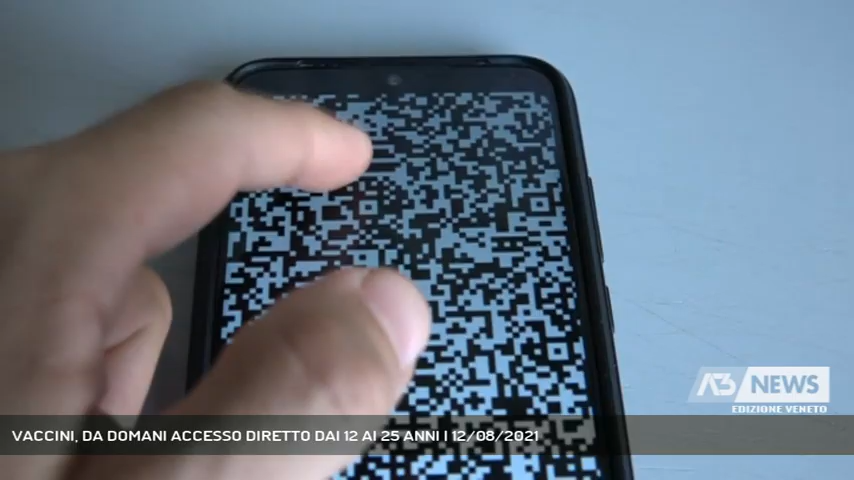 A3 NEWS
EDIZIONE VENETO
VACCINI, DA DOMANI ACCESSO DIRETTO DAI 12 AI 25 ANNI | 12/08/2021